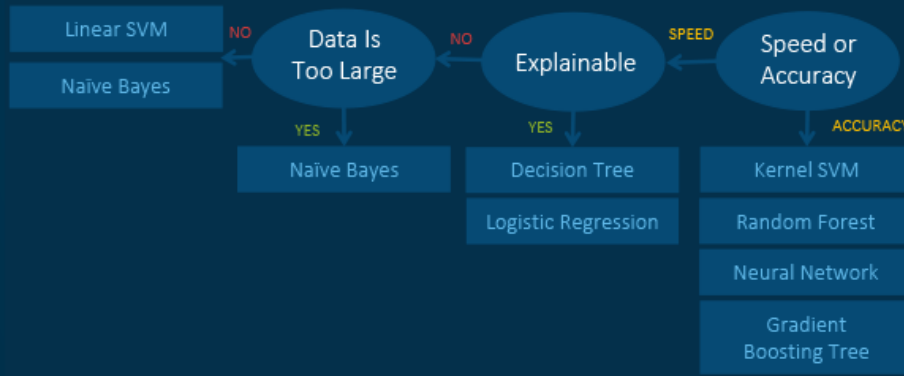 Linear SVM
Naïve Bayes
NO
Data Is
Too Large
NO
Explainable
SPEED
Speed or
Accuracy
YES
YES
ACCURACY
Naïve Bayes
Decision Tree
Logistic Regression
Kernel SVM
Random Forest
Neural Network
Gradient
Boosting Tree